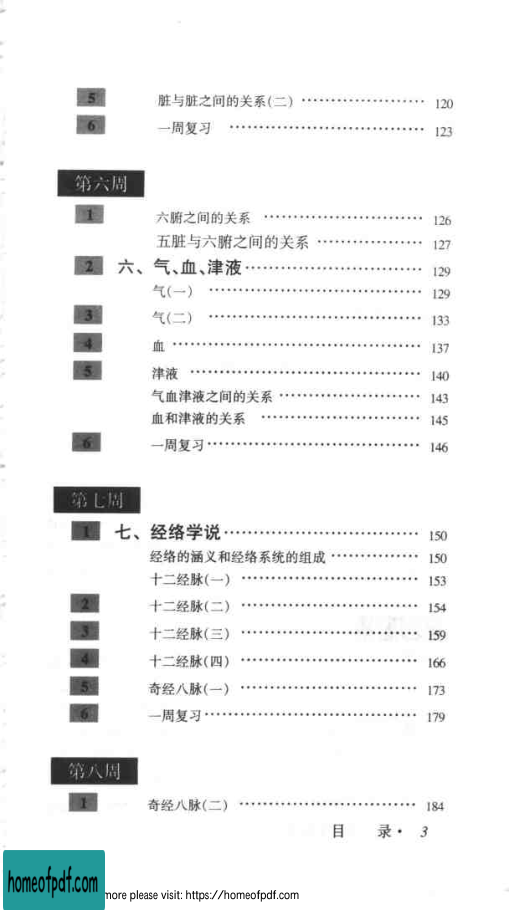 5 脏与脏之间的关系(二) ………………… 120
6 一周复习 …………………………… 123
第六周
1 六腑之间的关系 ……………………… 126
五脏与六腑之间的关系 ……………… 127
2 六、气、血、津液 ………………………… 129
气(一) ……………………………… 129
3 气(二) ……………………………… 133
4 血 …………………………………… 137
5 津液 ………………………………… 140
气血津液之间的关系 …………………… 143
血和津液的关系 ……………………… 145
6 一周复习 ……………………………… 146
第七周
1 七、经络学说 …………………………… 150
经络的涵义和经络系统的组成 …………… 150
十二经脉(一) ………………………… 153
2 十二经脉(二) ………………………… 154
3 十二经脉(三) ………………………… 159
4 十二经脉(四) ………………………… 166
5 奇经八脉(一) ………………………… 173
6 一周复习 ……………………………… 179
第八周
1 奇经八脉(二) ………………………… 184
目 录· 3
homeofpdf.com
more please visit: https://homeofpdf.com